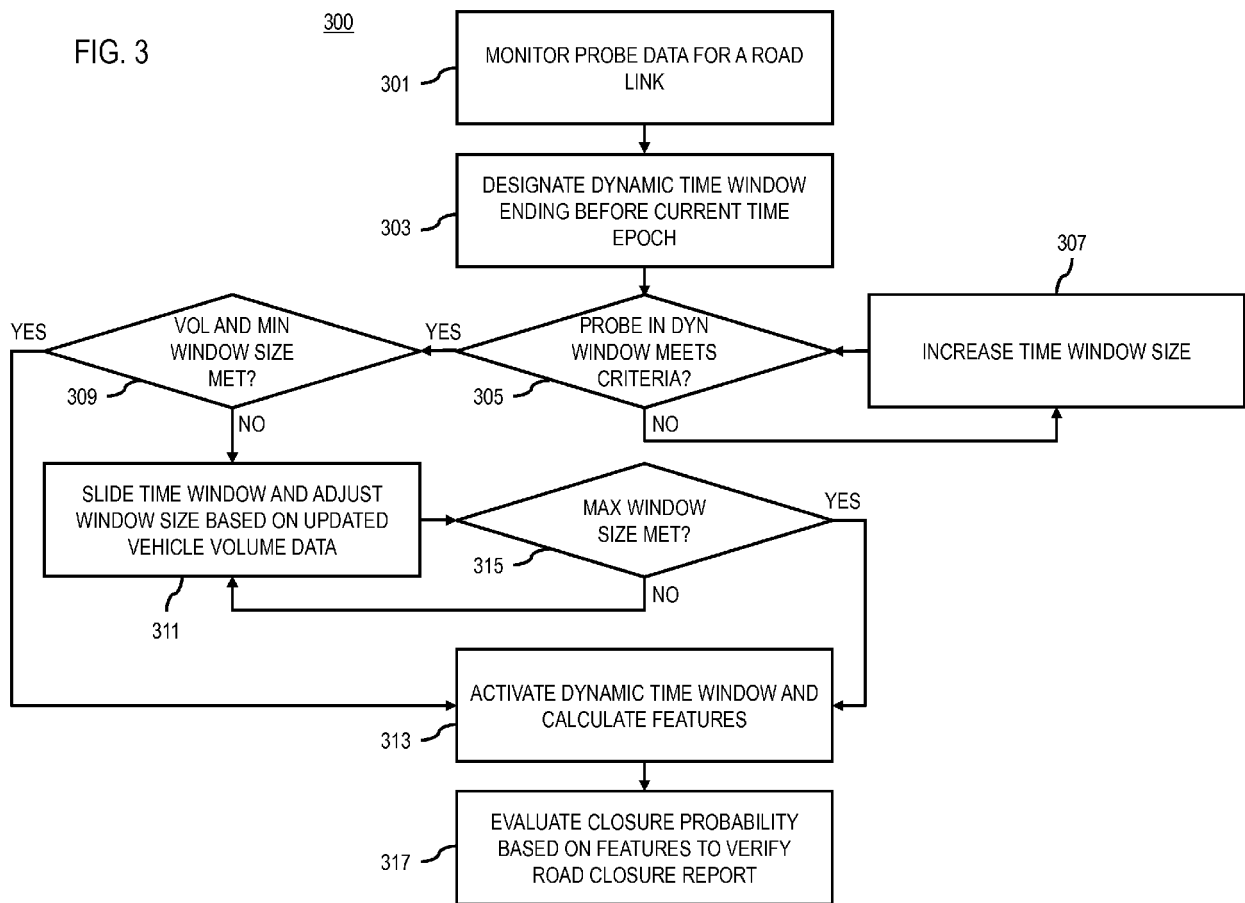 FIG. 3
300
MONITOR PROBE DATA FOR A ROAD
LINK
301
DESIGNATE DYNAMIC TIME WINDOW
ENDING BEFORE CURRENT TIME
EPOCH
303
307
INCREASE TIME WINDOW SIZE
PROBE IN DYN
WINDOW MEETS
CRITERIA?
305
YES
NO
VOL AND MIN
WINDOW SIZE
MET?
309
YES
NO
SLIDE TIME WINDOW AND ADJUST
WINDOW SIZE BASED ON UPDATED
VEHICLE VOLUME DATA
311
MAX WINDOW
SIZE MET?
315
YES
NO
ACTIVATE DYNAMIC TIME WINDOW AND
CALCULATE FEATURES
313
EVALUATE CLOSURE PROBABILITY
BASED ON FEATURES TO VERIFY
ROAD CLOSURE REPORT
317